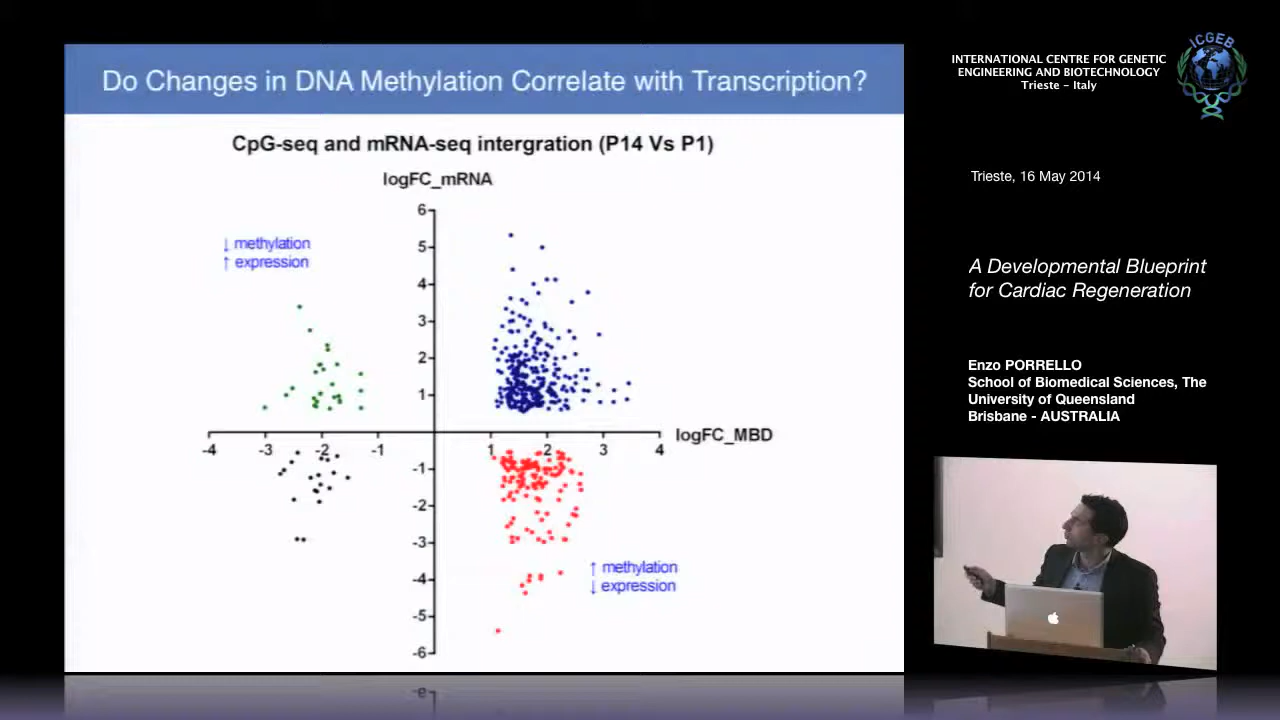 Do Changes in DNA Methylation Correlate with Transcription?
CpG-seq and mRNA-seq intergration (P14 Vs P1)
logFC_mRNA
↓ methylation
↑ expression
6
5
4
3
2
1
-1
-2
-3
-4
-5
-6
-4 -3 -2 -1 1 2 3 4
logFC_MBD
↑ methylation
↓ expression
INTERNATIONAL CENTRE FOR GENETIC
ENGINEERING AND BIOTECHNOLOGY
Trieste - Italy
ICGEB
Trieste, 16 May 2014
A Developmental Blueprint
for Cardiac Regeneration
Enzo PORRELLO
School of Biomedical Sciences, The
University of Queensland
Brisbane - AUSTRALIA